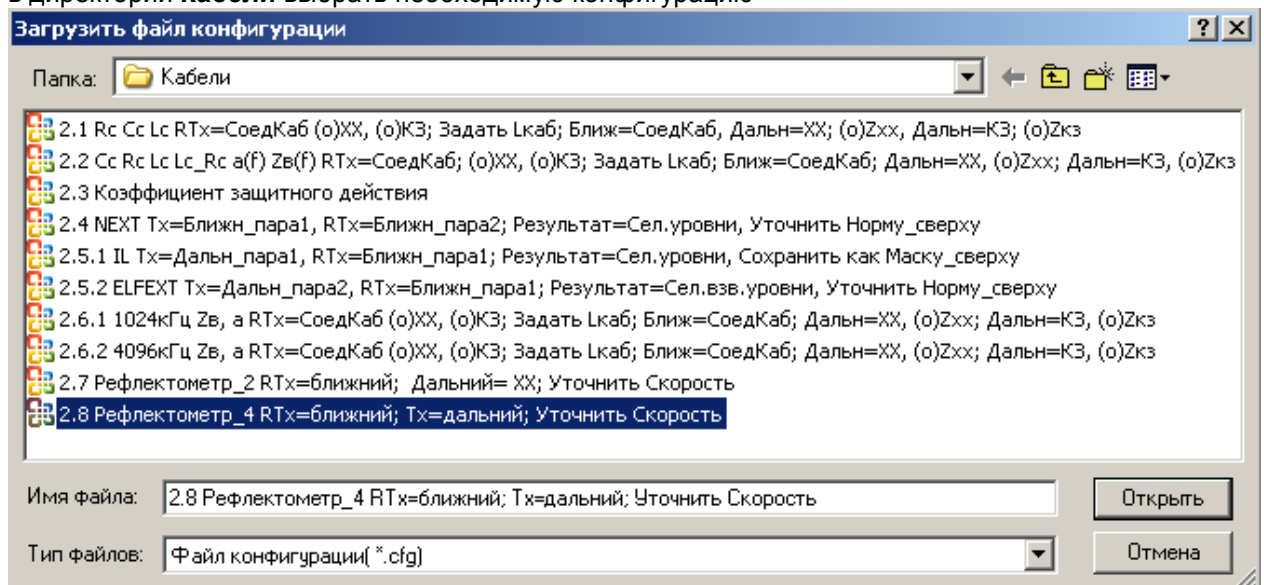 в директории Кабели выбрать необходимую конфигурацию
Загрузить файл конфигурации
Папка: Кабели
2.1 Rc Cc Lc RTx=СоедКаб (о)ХХ, (о)КЗ; Задать Lкаб; Ближ=СоедКаб, Дальн=ХХ; (о)Zхх, Дальн=КЗ; (о)Zкз
2.2 Cc Rc Lc Lc_Rc a(f) Zв(f) RTx=СоедКаб; (о)ХХ, (о)КЗ; Задать Lкаб; Ближ=СоедКаб; Дальн=ХХ, (о)Zхх; Дальн=КЗ, (о)Zкз
2.3 Коэффициент защитного действия
2.4 NEXT Tx=Ближн_пара1, RTx=Ближн_пара2; Результат=Сел.уровни, Уточнить Норму_сверху
2.5.1 IL Tx=Дальн_пара1, RTx=Ближн_пара1; Результат=Сел.уровни, Сохранить как Маску_сверху
2.5.2 ELFEXT Tx=Дальн_пара2, RTx=Ближн_пара1; Результат=Сел.взв.уровни, Уточнить Норму_сверху
2.6.1 1024кГц Zв, а RTx=СоедКаб (о)ХХ, (о)КЗ; Задать Lкаб; Ближ=СоедКаб; Дальн=ХХ, (о)Zхх; Дальн=КЗ, (о)Zкз
2.6.2 4096кГц Zв, а RTx=СоедКаб (о)ХХ, (о)КЗ; Задать Lкаб; Ближ=СоедКаб; Дальн=ХХ, (о)Zхх; Дальн=КЗ, (о)Zкз
2.7 Рефлектометр_2 RTx=ближний; Дальний= ХХ; Уточнить Скорость
2.8 Рефлектометр_4 RTx=ближний; Tx=дальний; Уточнить Скорость
Имя файла: 2.8 Рефлектометр_4 RTx=ближний; Tx=дальний; Уточнить Скорость Открыть
Тип файлов: Файл конфигурации( *.cfg) Отмена